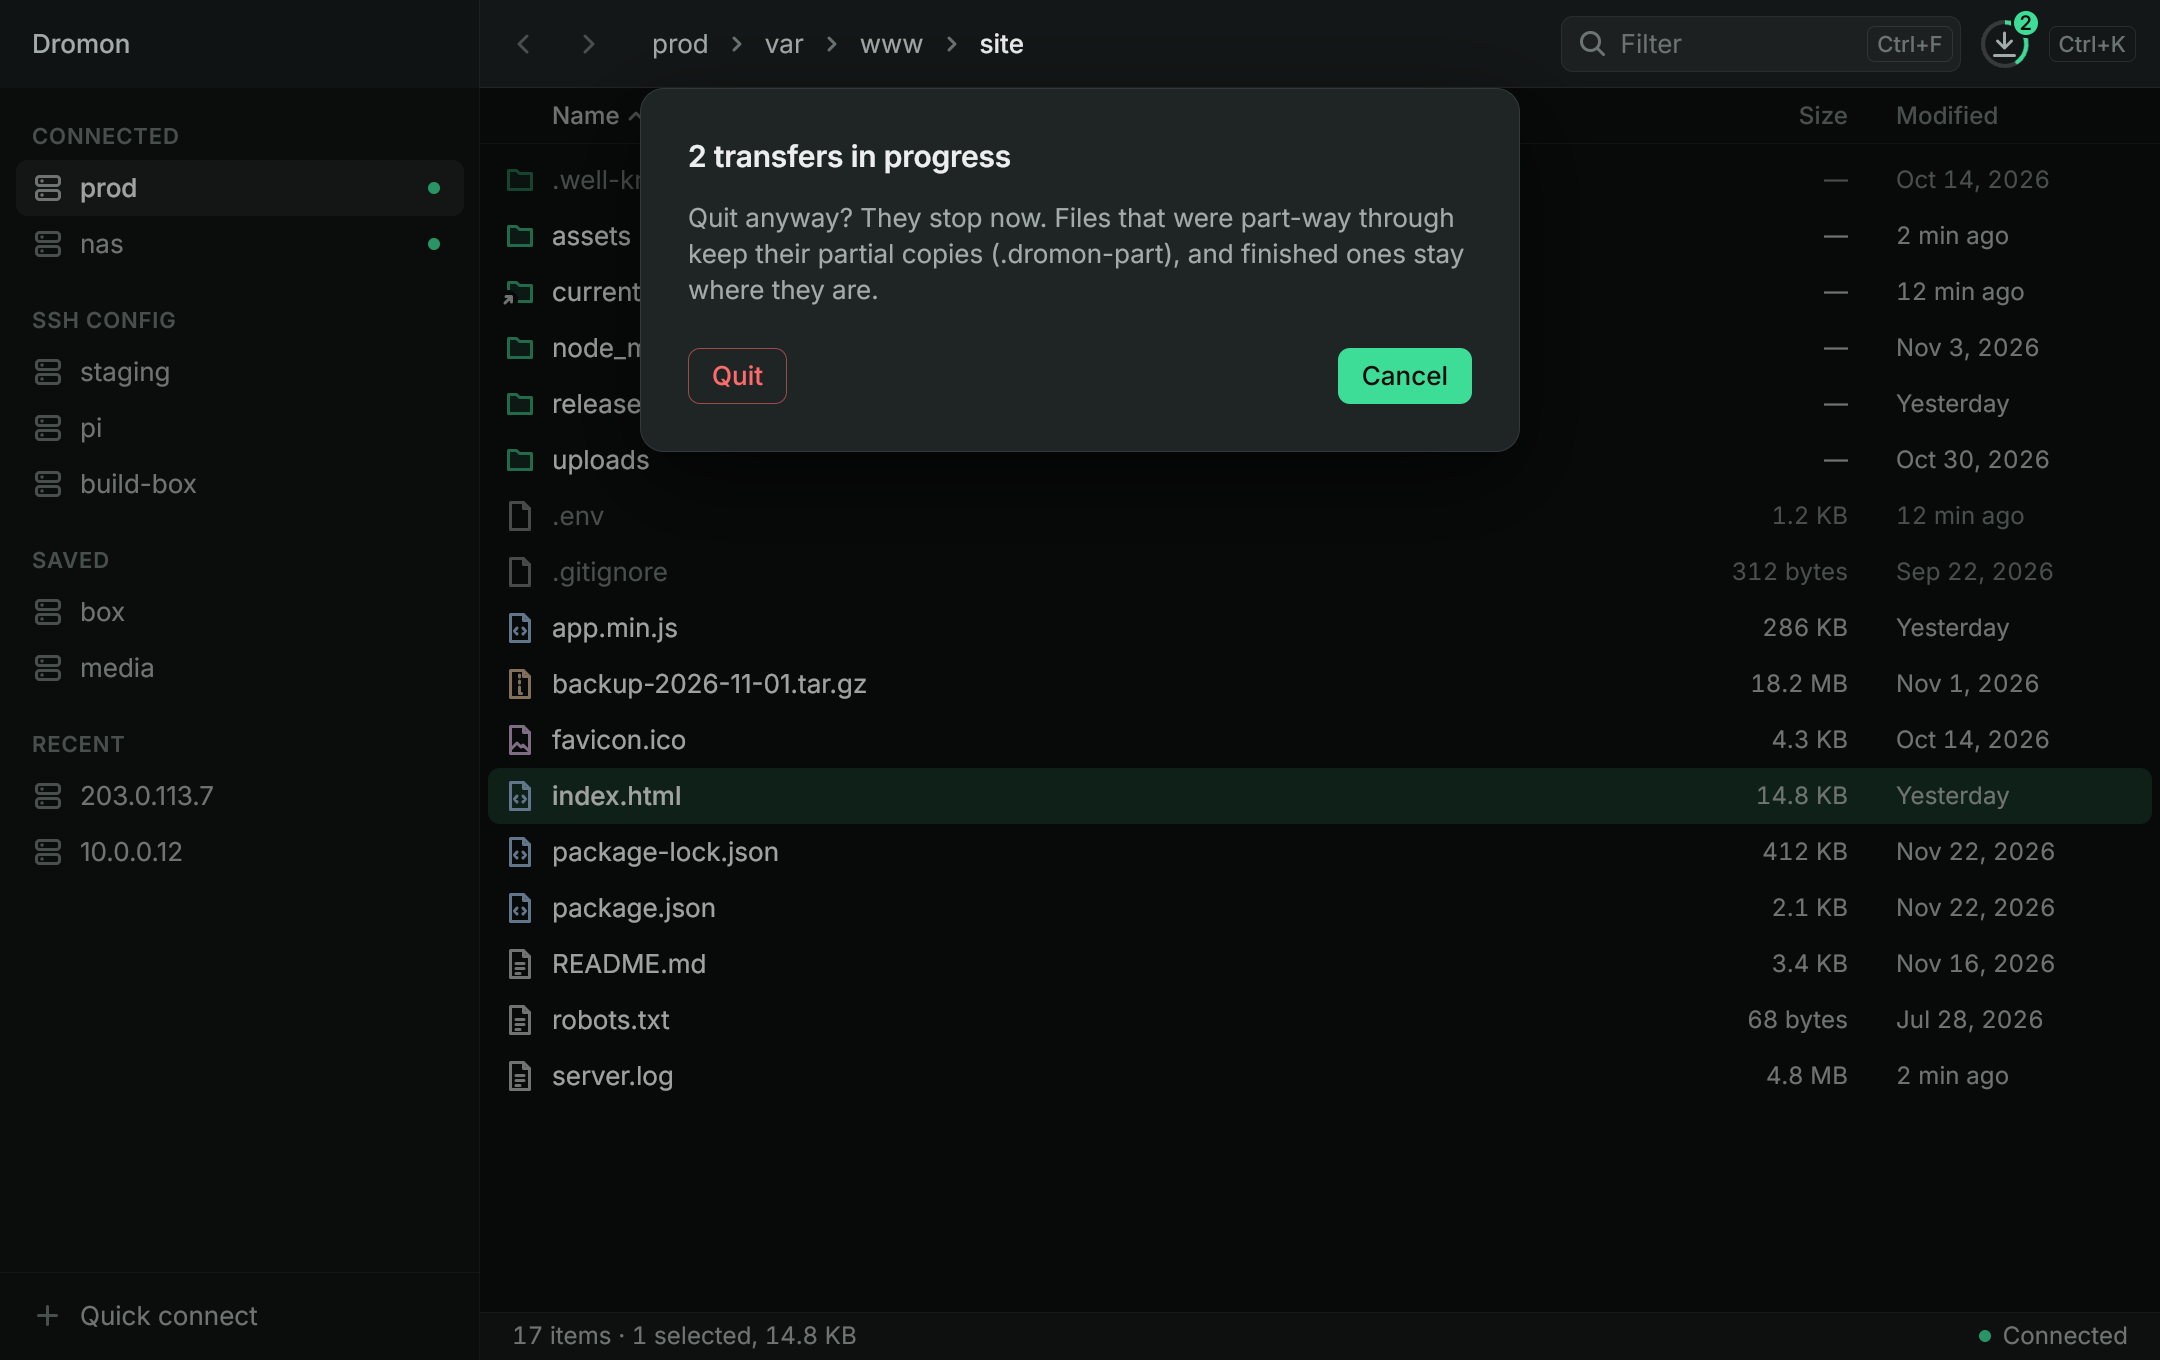 Dromon
prod > var > www > site
Filter
Ctrl+F
2
Ctrl+K
CONNECTED
prod
nas
SSH CONFIG
staging
pi
build-box
SAVED
box
media
RECENT
203.0.113.7
10.0.0.12
Quick connect
2 transfers in progress
Quit anyway? They stop now. Files that were part-way through
keep their partial copies (.dromon-part), and finished ones stay
where they are.
Quit
Cancel
Name Size Modified
— Oct 14, 2026
assets — 2 min ago
current — 12 min ago
— Nov 3, 2026
— Yesterday
uploads — Oct 30, 2026
.env 1.2 KB 12 min ago
.gitignore 312 bytes Sep 22, 2026
app.min.js 286 KB Yesterday
backup-2026-11-01.tar.gz 18.2 MB Nov 1, 2026
favicon.ico 4.3 KB Oct 14, 2026
index.html 14.8 KB Yesterday
package-lock.json 412 KB Nov 22, 2026
package.json 2.1 KB Nov 22, 2026
README.md 3.4 KB Nov 16, 2026
robots.txt 68 bytes Jul 28, 2026
server.log 4.8 MB 2 min ago
17 items · 1 selected, 14.8 KB
Connected